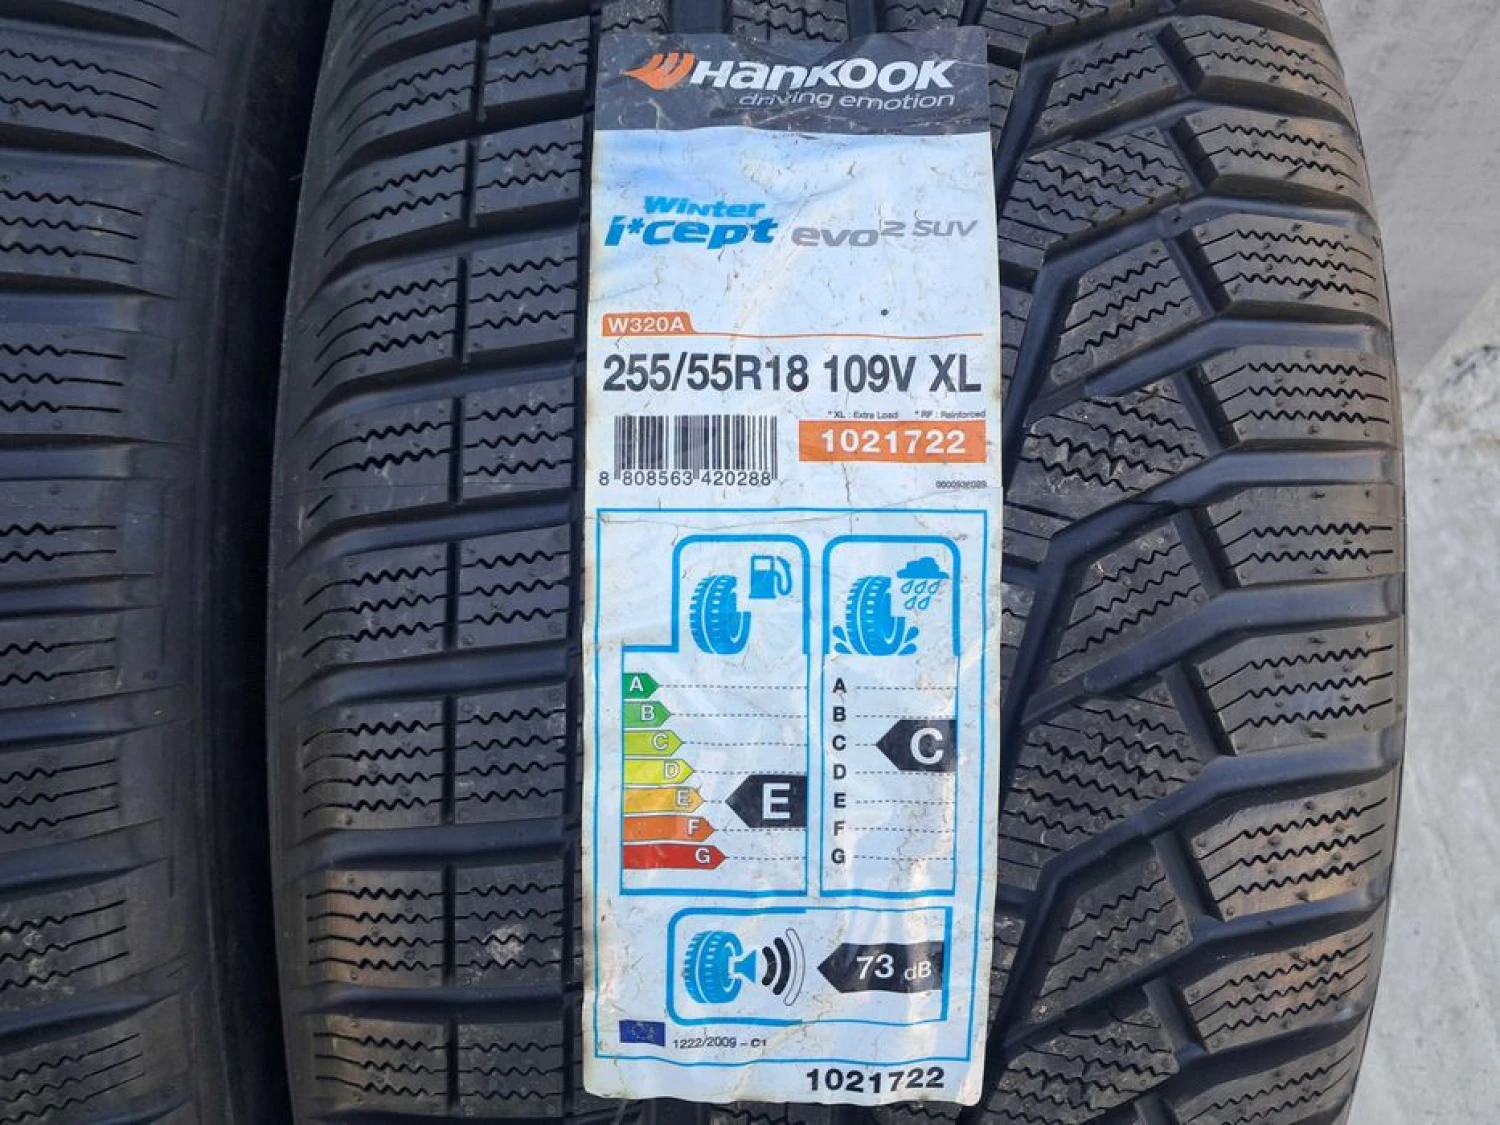 Hankook
driving emotion
Winter
i*cept evo² SUV
W320A
255/55R18 109V XL
*XL : Extra Load *RF : Reinforced
1021722
8 808563 420288
A
B
C
D
E
F
G
E
A
B
C
D
E
F
G
C
73 dB
1222/2009 - C1
1021722